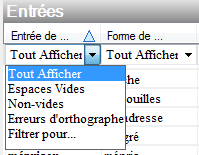 Entrées
Entrée de ... Forme de ...
Tout Afficher Tout Afficher
Tout Afficher
Espaces Vides
Non-vides
Erreurs d'orthographe
Filtrer pour...